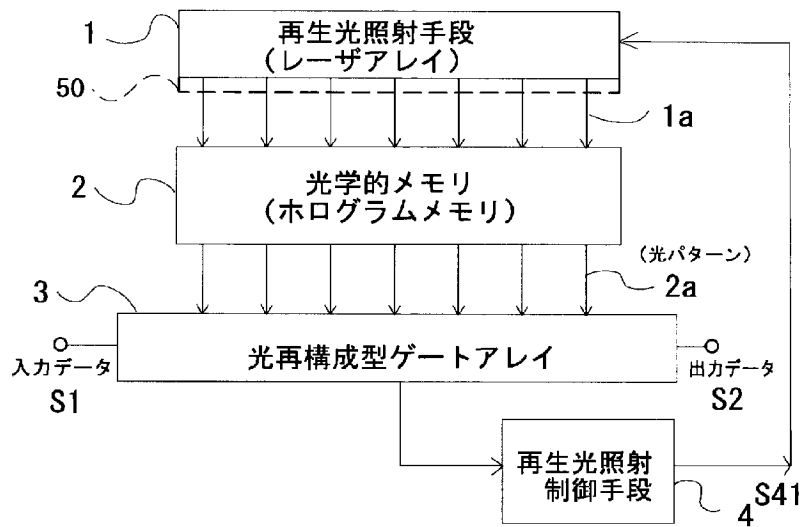 1
再生光照射手段
(レーザアレイ)
50
1a
2
光学的メモリ
(ホログラムメモリ)
(光パターン)
2a
3
光再構成型ゲートアレイ
入力データ
S1
出力データ
S2
再生光照射
制御手段
4
S41